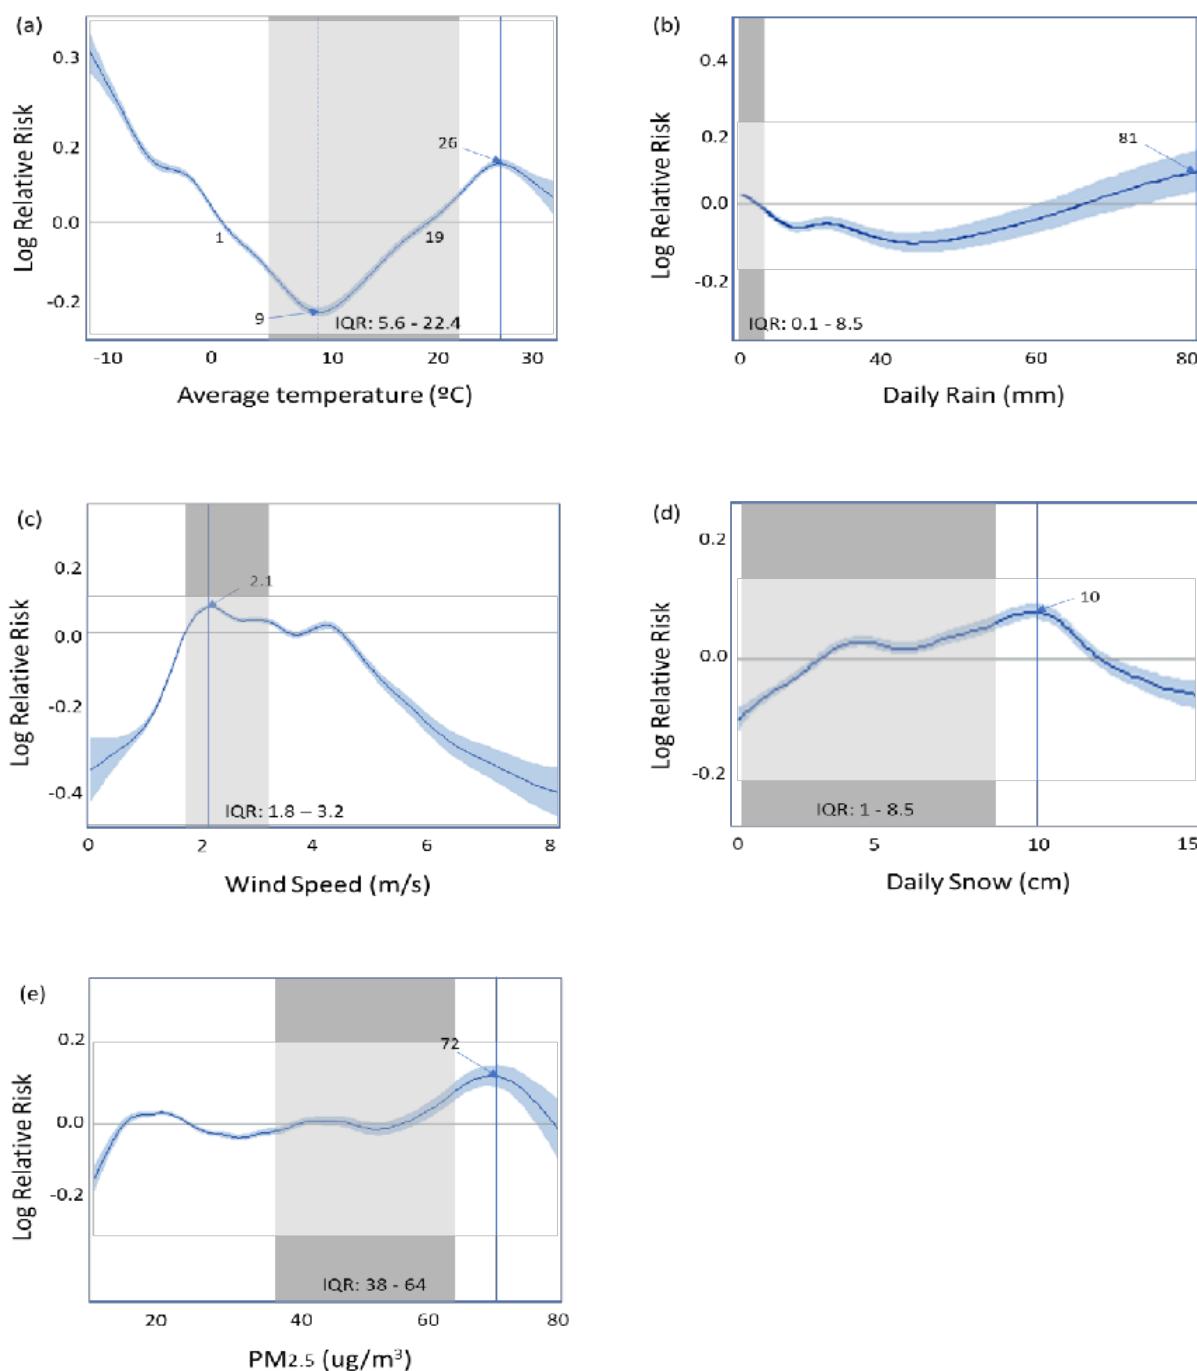 (a)
Log Relative Risk
0.3
0.2
0.0
-0.2
26
1
19
9
IQR: 5.6 - 22.4
-10
0
10
20
30
Average temperature (ºC)
(b)
Log Relative Risk
0.4
0.2
0.0
-0.2
81
IQR: 0.1 - 8.5
0
40
60
80
Daily Rain (mm)
(c)
Log Relative Risk
0.2
0.0
-0.2
-0.4
2.1
IQR: 1.8 – 3.2
0
2
4
6
8
Wind Speed (m/s)
(d)
Log Relative Risk
0.2
0.0
-0.2
10
IQR: 1 - 8.5
0
5
10
15
Daily Snow (cm)
(e)
Log Relative Risk
0.2
0.0
-0.2
72
IQR: 38 - 64
20
40
60
80
PM2.5 (ug/m³)